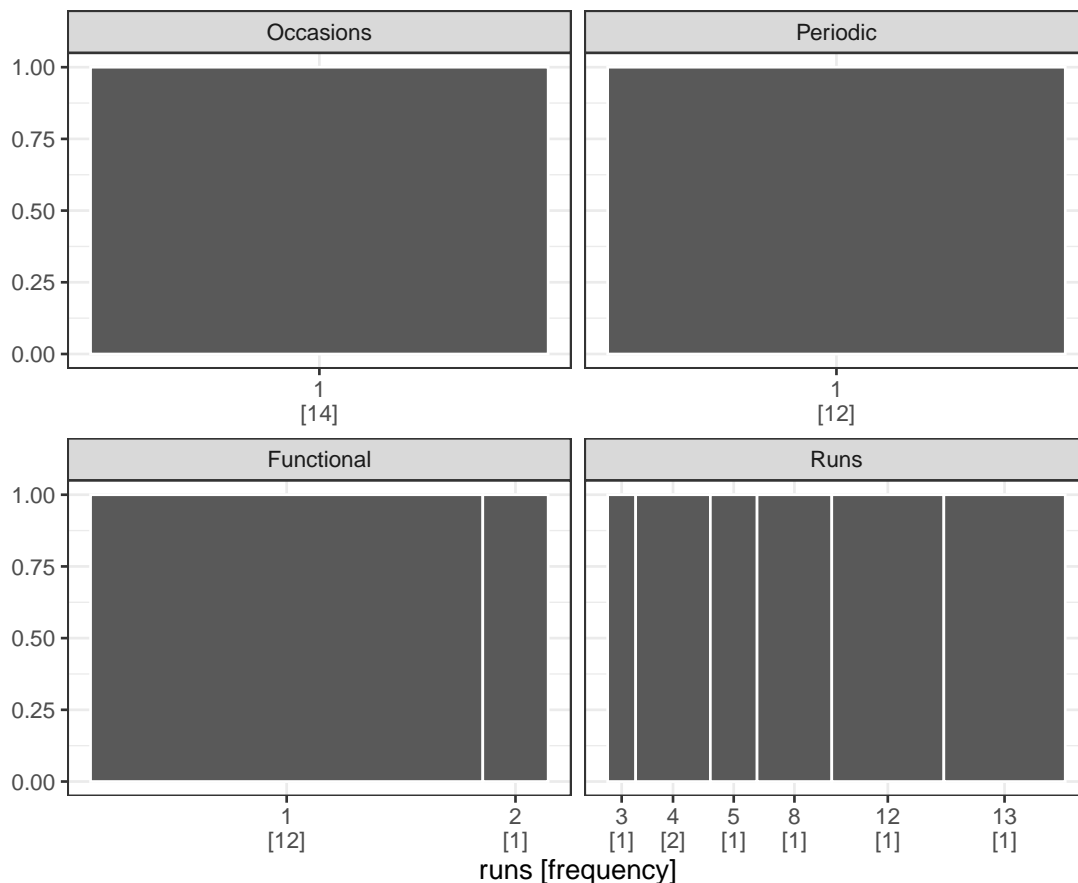 Occasions Periodic
1.00
0.75
0.50
0.25
0.00
1 1
[14] [12]
Functional Runs
1.00
0.75
0.50
0.25
0.00
1 2 3 4 5 8 12 13
[12] [1] [1] [2] [1] [1] [1] [1]
runs [frequency]